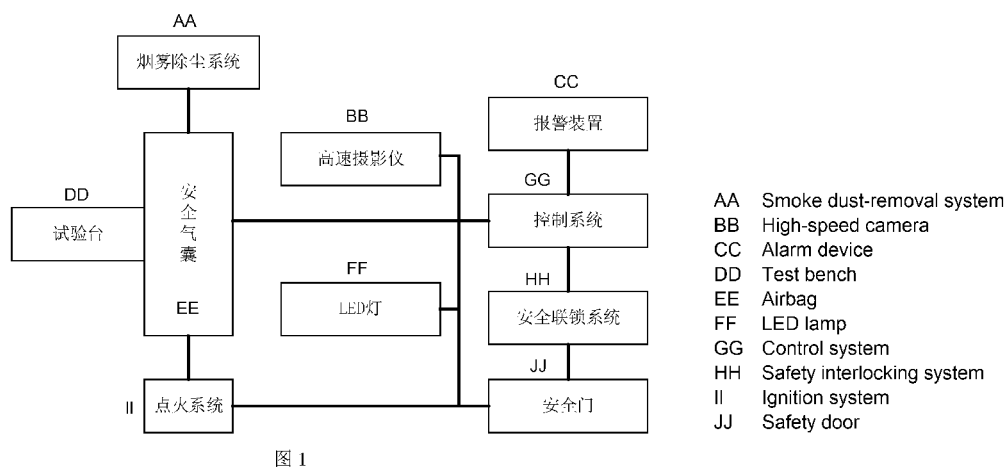 AA
烟雾除尘系统
BB
高速摄影仪
CC
报警装置
DD
试验台
安全气囊
EE
FF
LED灯
GG
控制系统
HH
安全联锁系统
II
点火系统
JJ
安全门
图 1
AA Smoke dust-removal system
BB High-speed camera
CC Alarm device
DD Test bench
EE Airbag
FF LED lamp
GG Control system
HH Safety interlocking system
II Ignition system
JJ Safety door